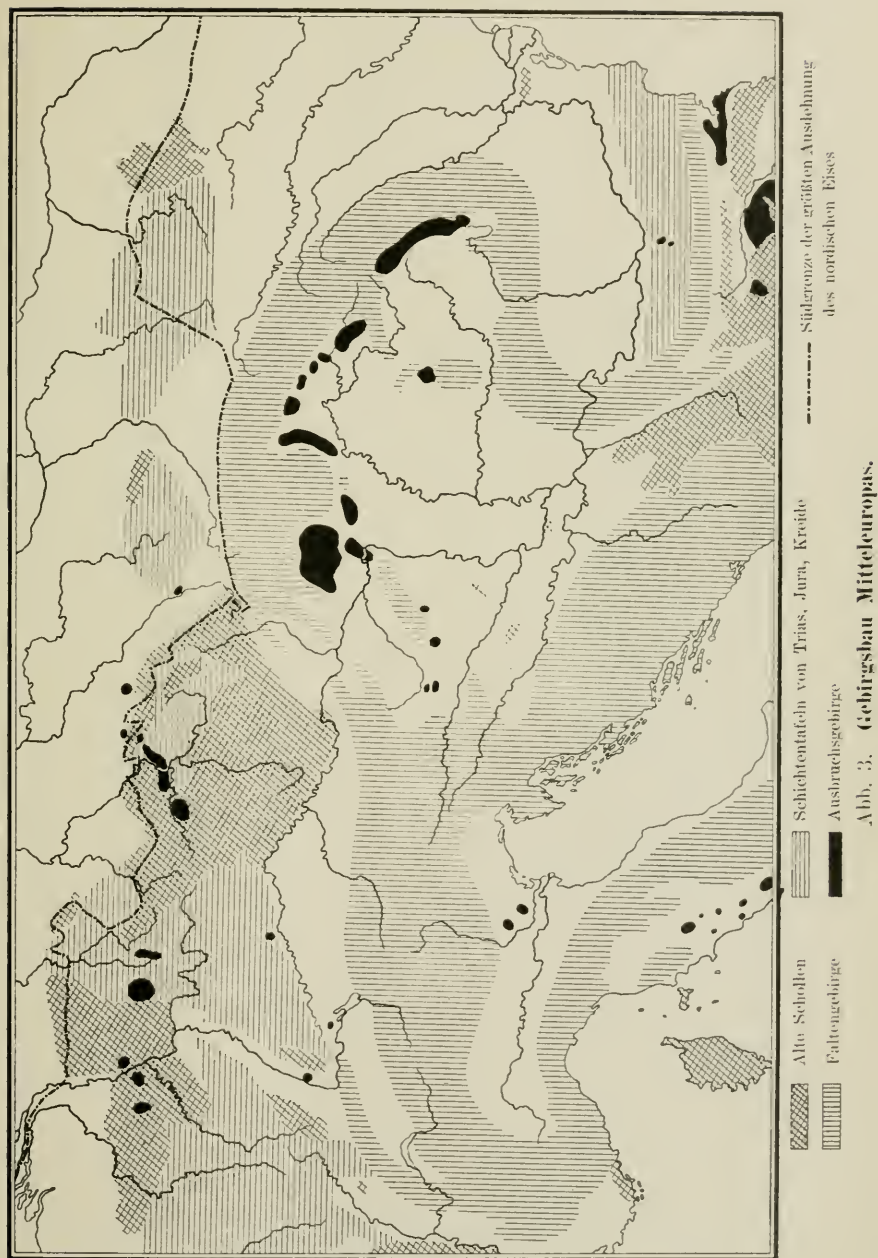 Alte Schollen
Faltengebirge
Schichtentafeln von Trias, Jura, Kreide
Ausbruchsgebirge
Südgrenze der größten Ausdehnung
des nordischen Eises
Abb. 3. Gebirgsbau Mitteleuropas.